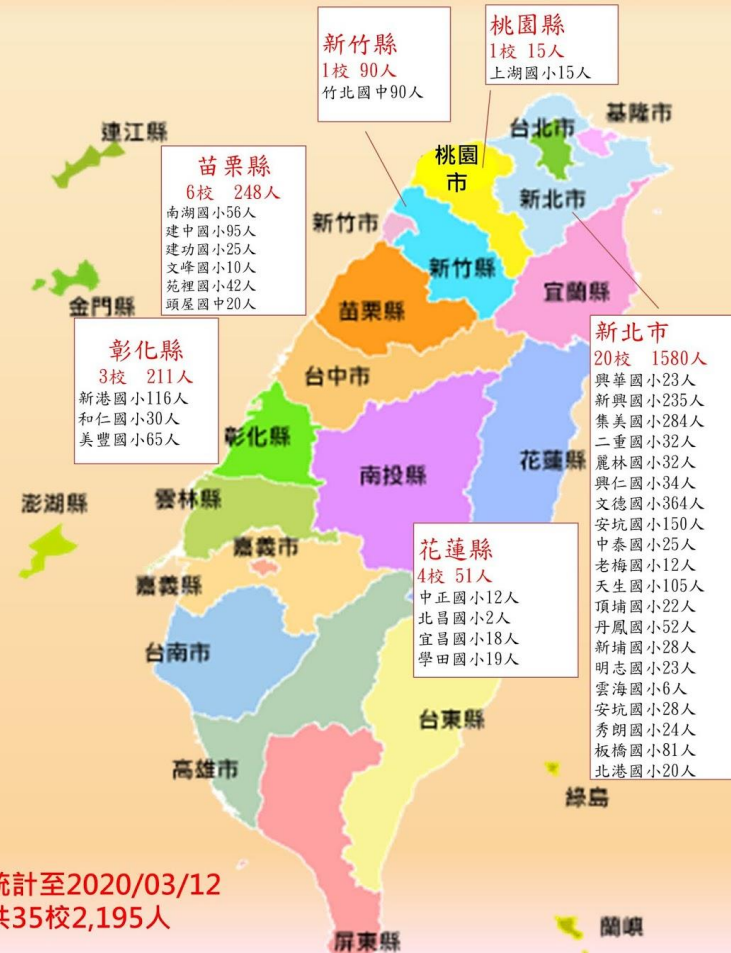 新竹縣
1校 90人
竹北國中90人
桃園縣
1校 15人
上湖國小15人
連江縣
台北市
基隆市
桃園
市
新北市
苗栗縣
6校 248人
南湖國小56人
建中國小95人
建功國小25人
文峰國小10人
苑裡國小42人
頭屋國中20人
新竹市
新竹縣
宜蘭縣
金門縣
苗栗縣
彰化縣
3校 211人
新港國小116人
和仁國小30人
美豐國小65人
台中市
新北市
20校 1580人
興華國小23人
新興國小235人
集美國小284人
二重國小32人
麗林國小32人
興仁國小34人
文德國小364人
安坑國小150人
中泰國小25人
老梅國小12人
天生國小105人
頂埔國小22人
丹鳳國小52人
新埔國小28人
明志國小23人
雲海國小6人
安坑國小28人
秀朗國小24人
板橋國小81人
北港國小20人
彰化縣
南投縣
花蓮縣
澎湖縣
雲林縣
嘉義市
嘉義縣
花蓮縣
4校 51人
中正國小12人
北昌國小2人
宜昌國小18人
學田國小19人
台南市
台東縣
高雄市
綠島
統計至2020/03/12
共35校2,195人
蘭嶼
屏東縣